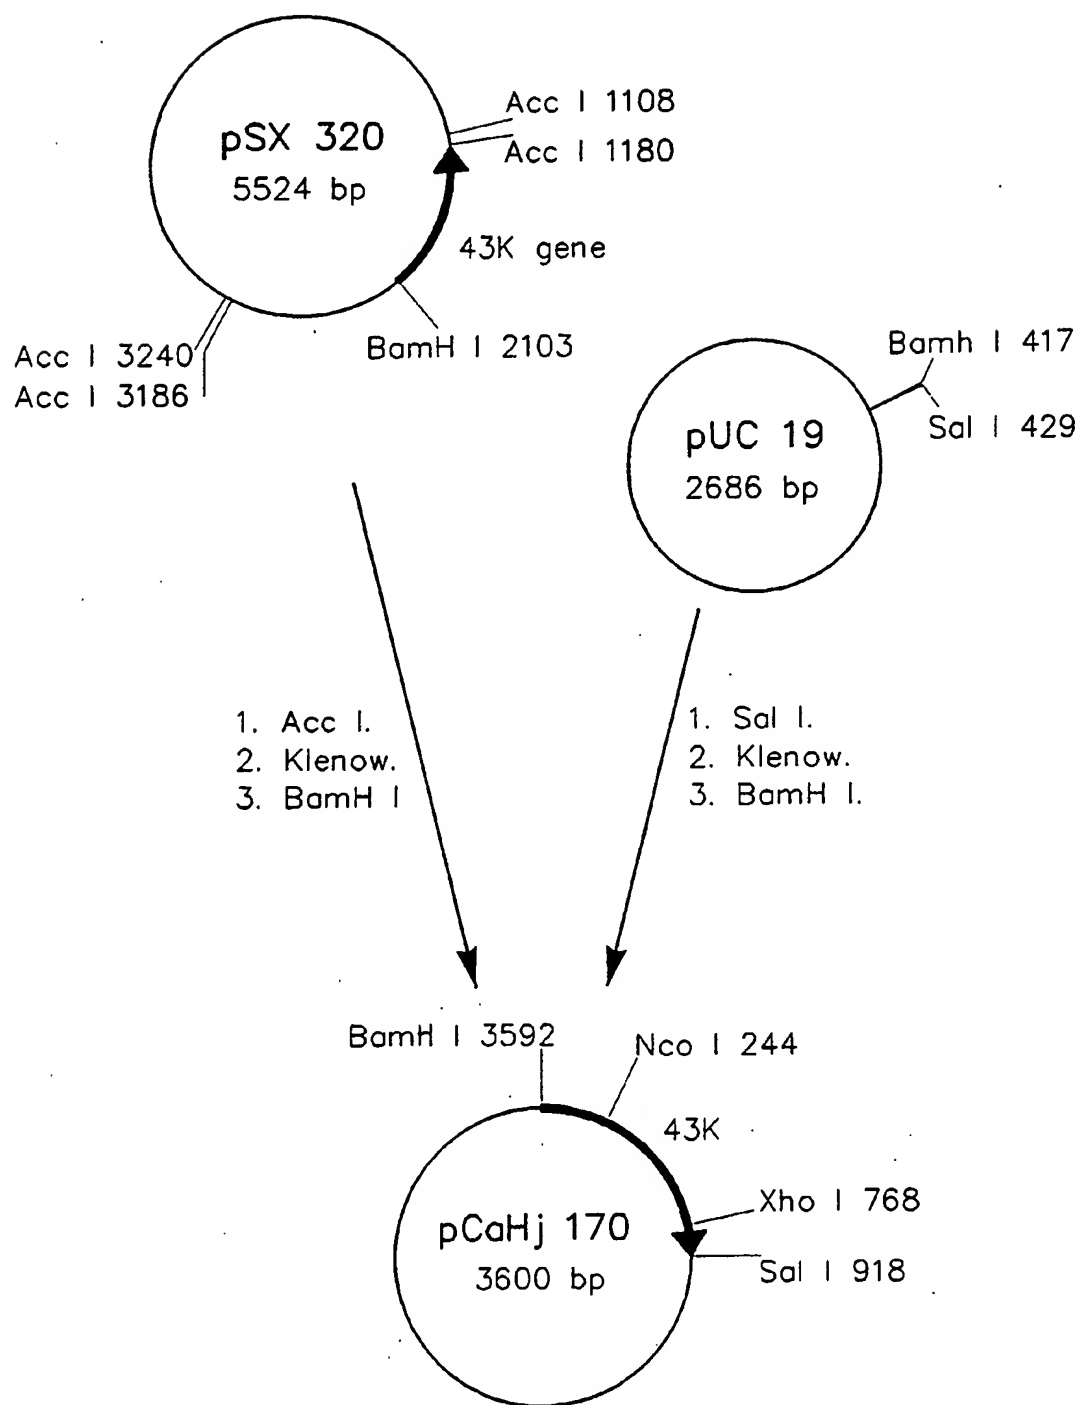 pSX 320
5524 bp
Acc I 1108
Acc I 1180
43K gene
BamH I 2103
Acc I 3240
Acc I 3186
Bamh I 417
Sal I 429
pUC 19
2686 bp
1. Acc I.
2. Klenow.
3. BamH I
1. Sal I.
2. Klenow.
3. BamH I.
BamH I 3592
Nco I 244
43K
Xho I 768
Sal I 918
pCaHj 170
3600 bp